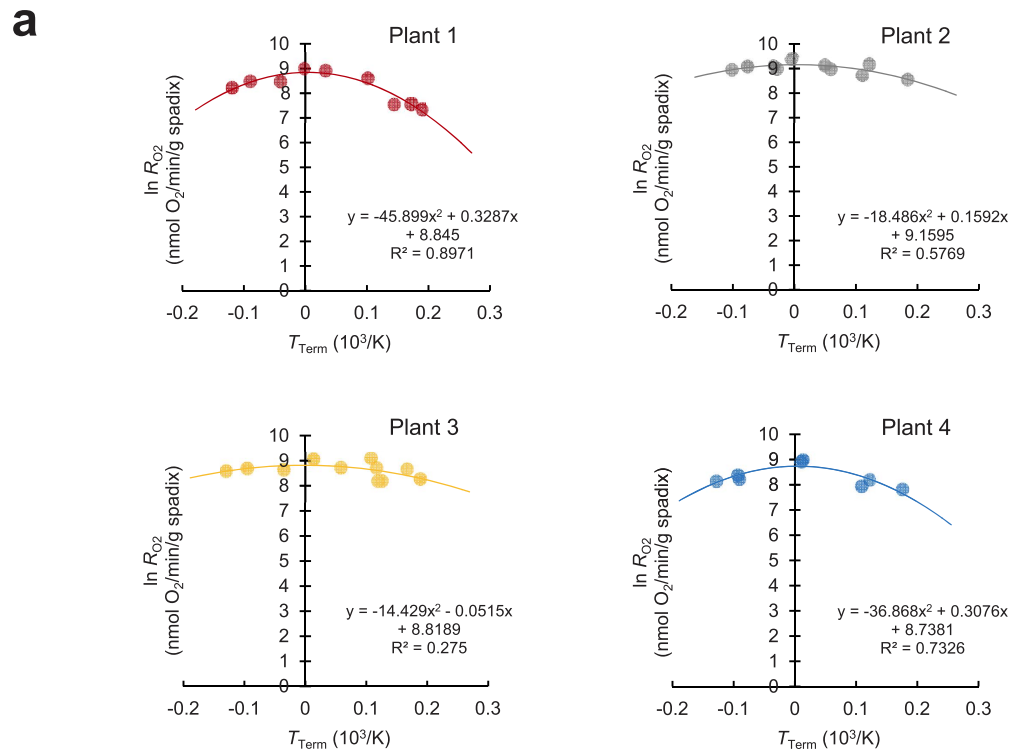 a
Plant 1
10
9
8
7
6
5
4
3
2
1
0
-0.2 -0.1 0 0.1 0.2 0.3
ln R_O2
(nmol O₂/min/g spadix)
y = -45.899x² + 0.3287x
+ 8.845
R² = 0.8971
T_Term (10³/K)
Plant 2
10
9
8
7
6
5
4
3
2
1
0
-0.2 -0.1 0 0.1 0.2 0.3
ln R_O2
(nmol O₂/min/g spadix)
y = -18.486x² + 0.1592x
+ 9.1595
R² = 0.5769
T_Term (10³/K)
Plant 3
10
9
8
7
6
5
4
3
2
1
0
-0.2 -0.1 0 0.1 0.2 0.3
ln R_O2
(nmol O₂/min/g spadix)
y = -14.429x² - 0.0515x
+ 8.8189
R² = 0.275
T_Term (10³/K)
Plant 4
10
9
8
7
6
5
4
3
2
1
0
-0.2 -0.1 0 0.1 0.2 0.3
ln R_O2
(nmol O₂/min/g spadix)
y = -36.868x² + 0.3076x
+ 8.7381
R² = 0.7326
T_Term (10³/K)